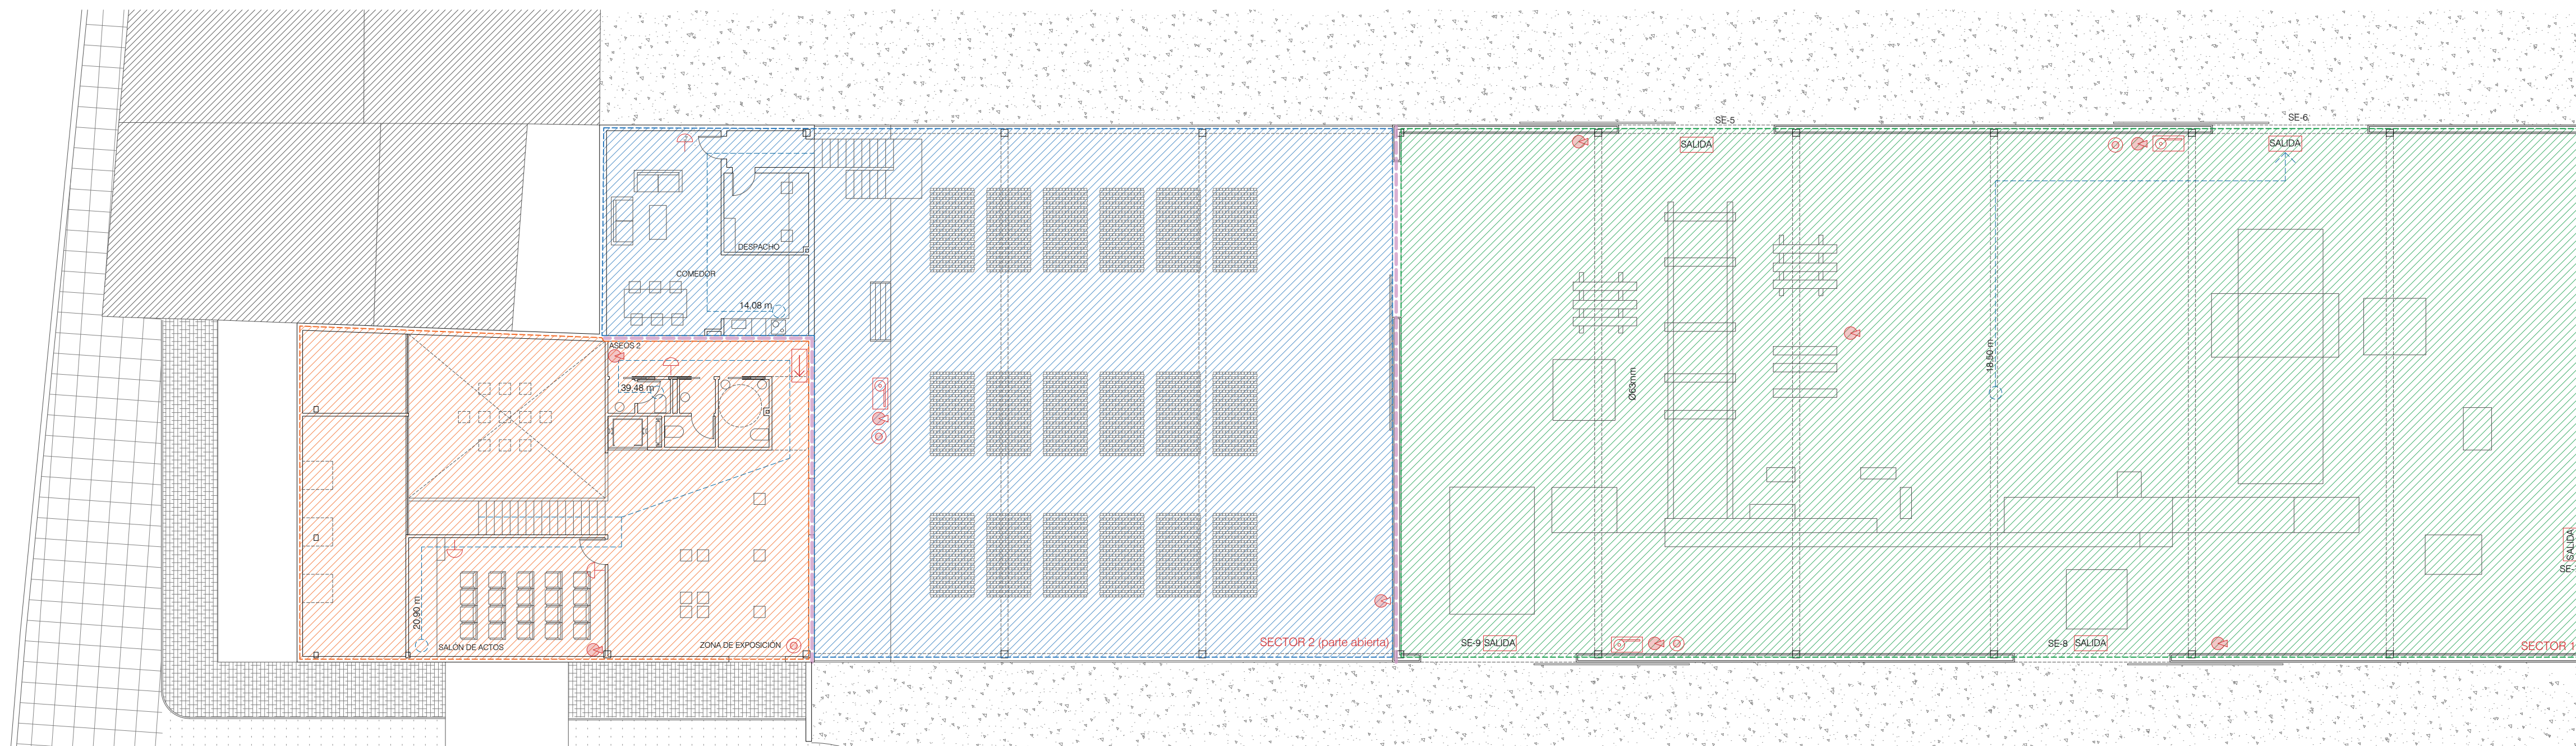 SE-5
SE-6
SALIDA
SALIDA
DESPACHO
COMEDOR
14,08 m
ASEOS 2
39,48 m
Ø63mm
18,50 m
20,90 m
SALÓN DE ACTOS
ZONA DE EXPOSICIÓN
SECTOR 2 (parte abierta)
SE-9 SALIDA
SE-8 SALIDA
SALIDA
SE-
SECTOR 1